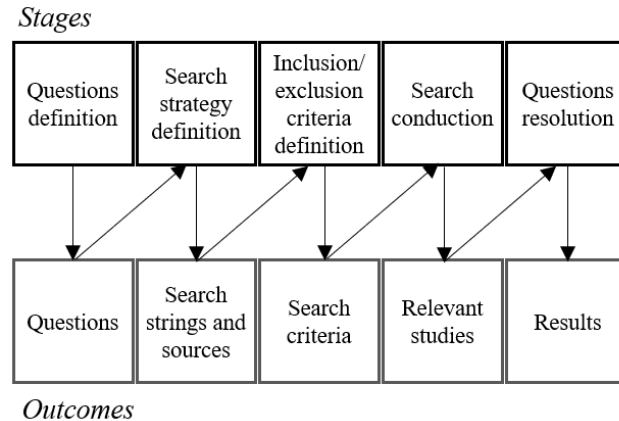 Stages
Questions
definition
Search
strategy
definition
Inclusion/
exclusion
criteria
definition
Search
conduction
Questions
resolution
Questions
Search
strings and
sources
Search
criteria
Relevant
studies
Results
Outcomes